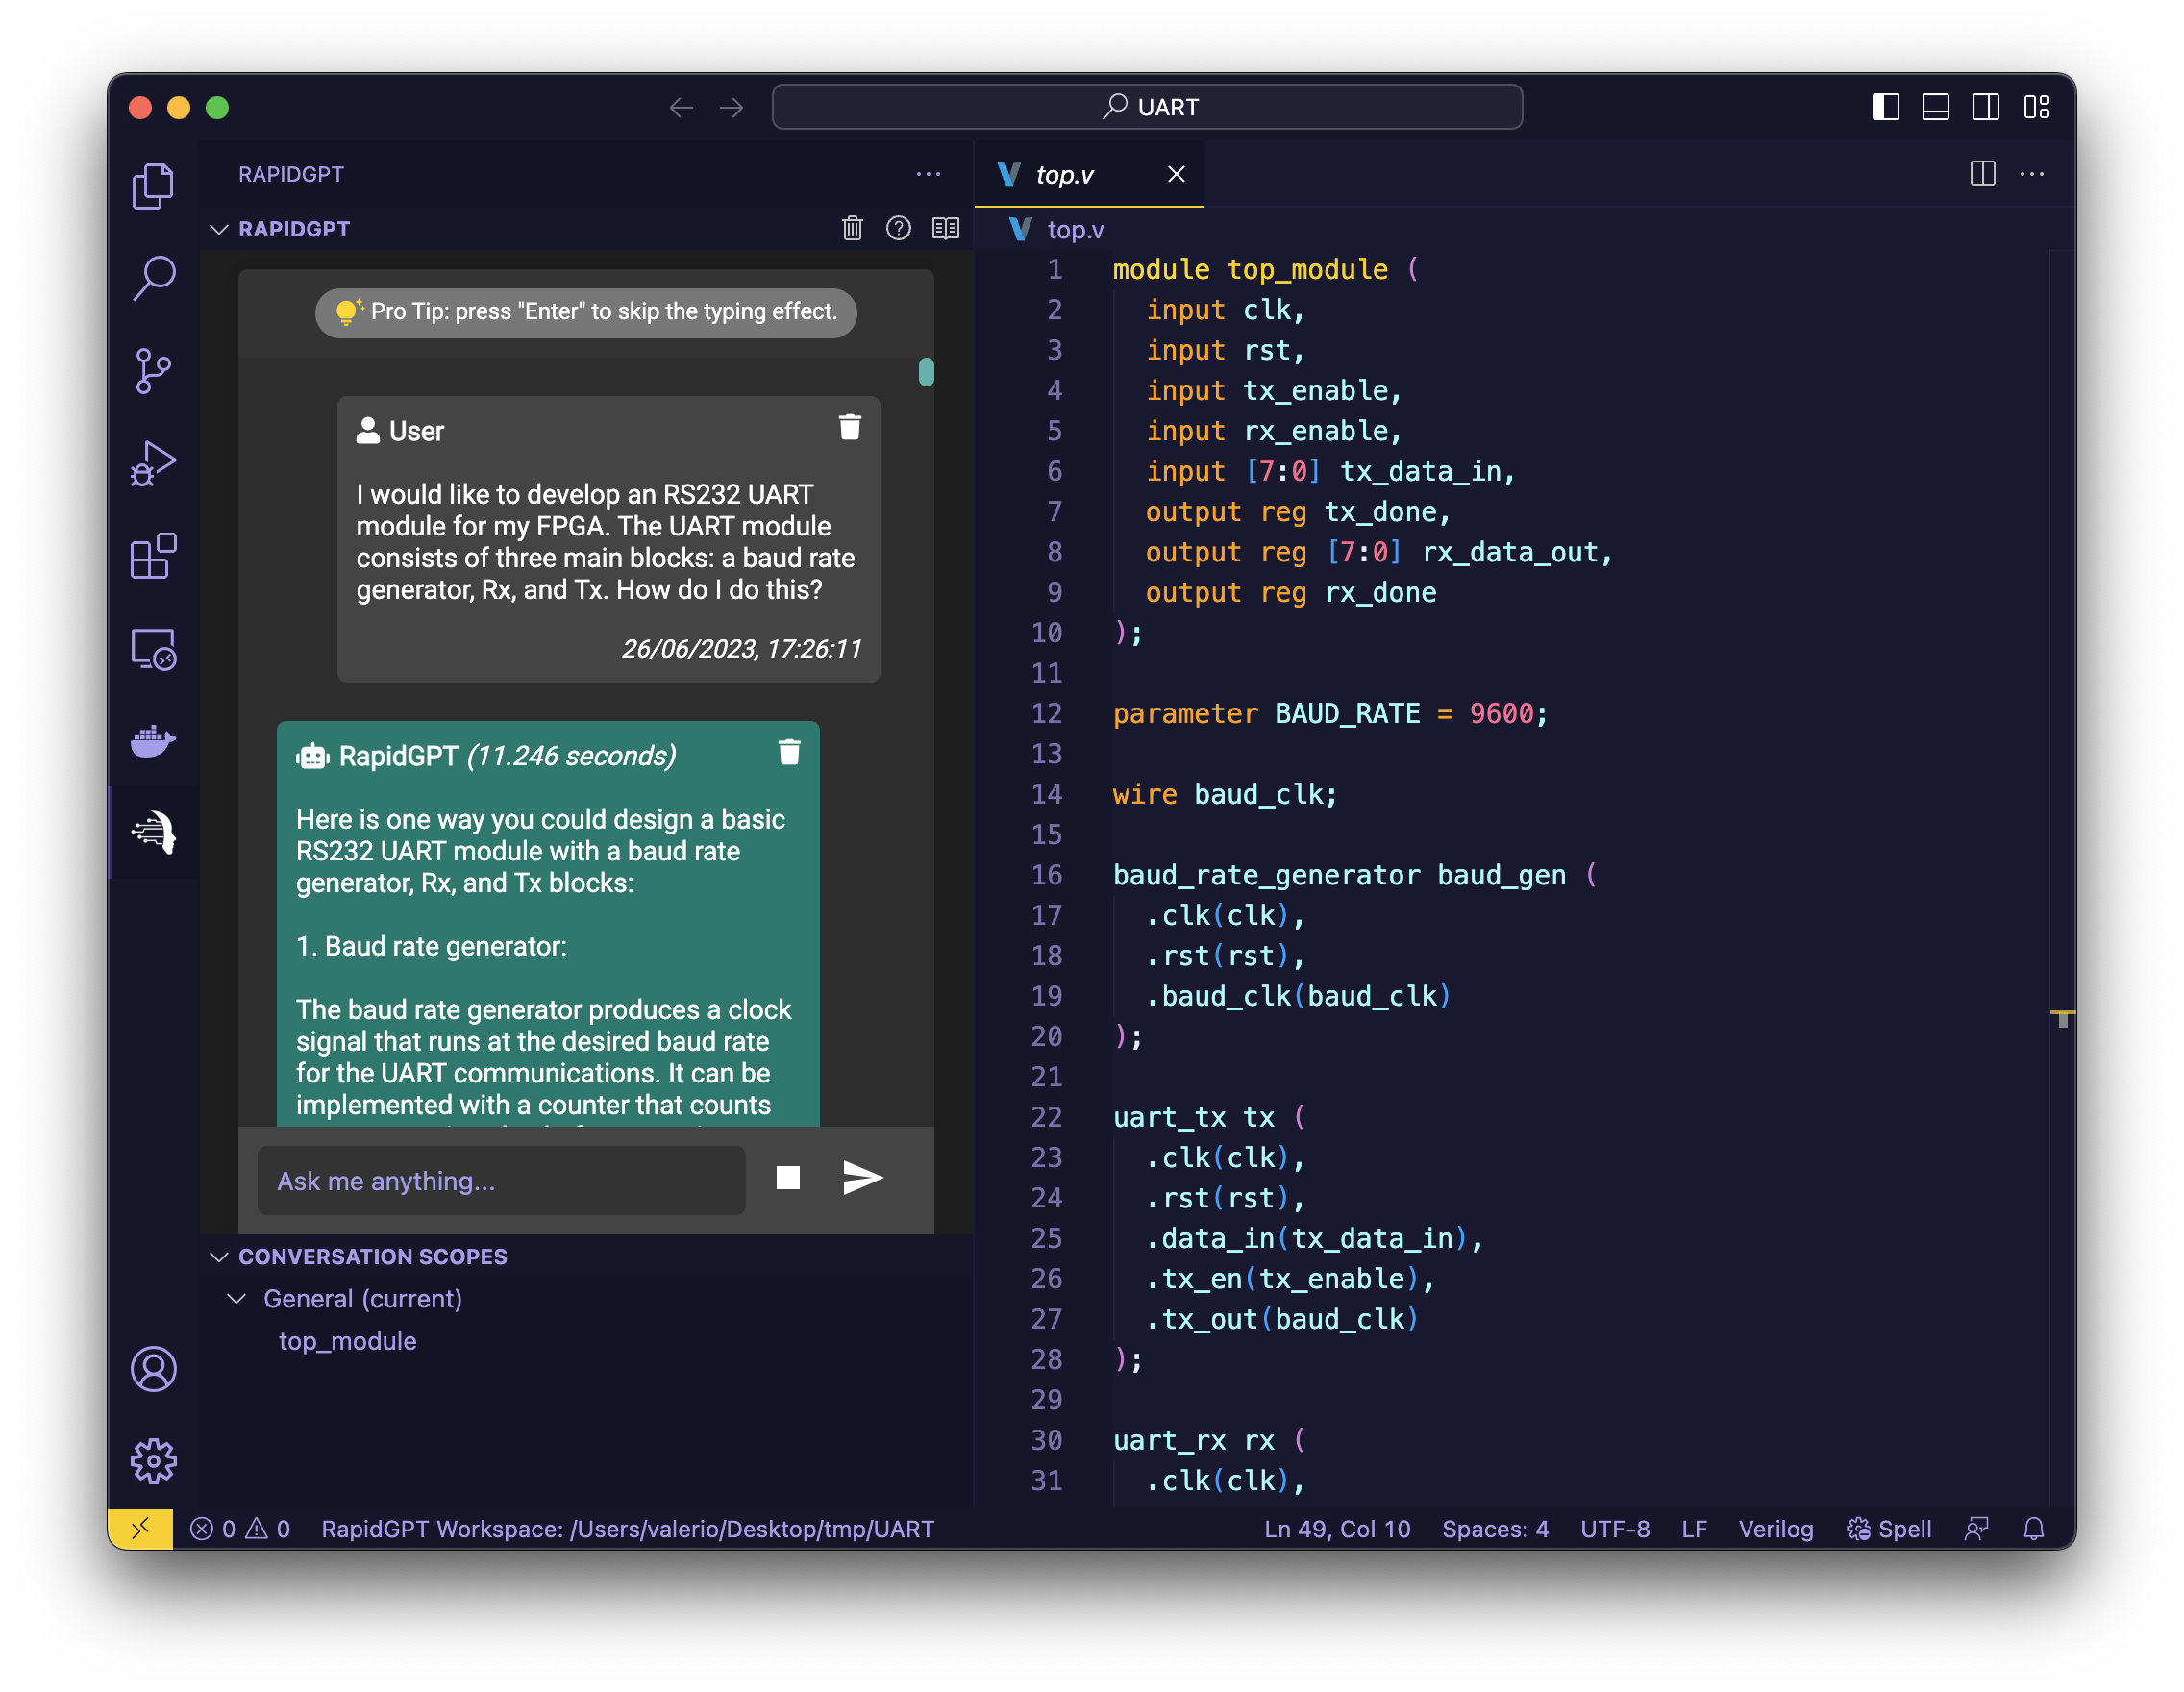 UART
RAPIDGPT
RAPIDGPT
Pro Tip: press "Enter" to skip the typing effect.
User
I would like to develop an RS232 UART
module for my FPGA. The UART module
consists of three main blocks: a baud rate
generator, Rx, and Tx. How do I do this?
26/06/2023, 17:26:11
RapidGPT (11.246 seconds)
Here is one way you could design a basic
RS232 UART module with a baud rate
generator, Rx, and Tx blocks:
1. Baud rate generator:
The baud rate generator produces a clock
signal that runs at the desired baud rate
for the UART communications. It can be
implemented with a counter that counts
Ask me anything...
CONVERSATION SCOPES
General (current)
top_module
top.v
top.v
1 module top_module (
2 input clk,
3 input rst,
4 input tx_enable,
5 input rx_enable,
6 input [7:0] tx_data_in,
7 output reg tx_done,
8 output reg [7:0] rx_data_out,
9 output reg rx_done
10 );
11
12 parameter BAUD_RATE = 9600;
13
14 wire baud_clk;
15
16 baud_rate_generator baud_gen (
17 .clk(clk),
18 .rst(rst),
19 .baud_clk(baud_clk)
20 );
21
22 uart_tx tx (
23 .clk(clk),
24 .rst(rst),
25 .data_in(tx_data_in),
26 .tx_en(tx_enable),
27 .tx_out(baud_clk)
28 );
29
30 uart_rx rx (
31 .clk(clk),
0 0 RapidGPT Workspace: /Users/valerio/Desktop/tmp/UART Ln 49, Col 10 Spaces: 4 UTF-8 LF Verilog Spell